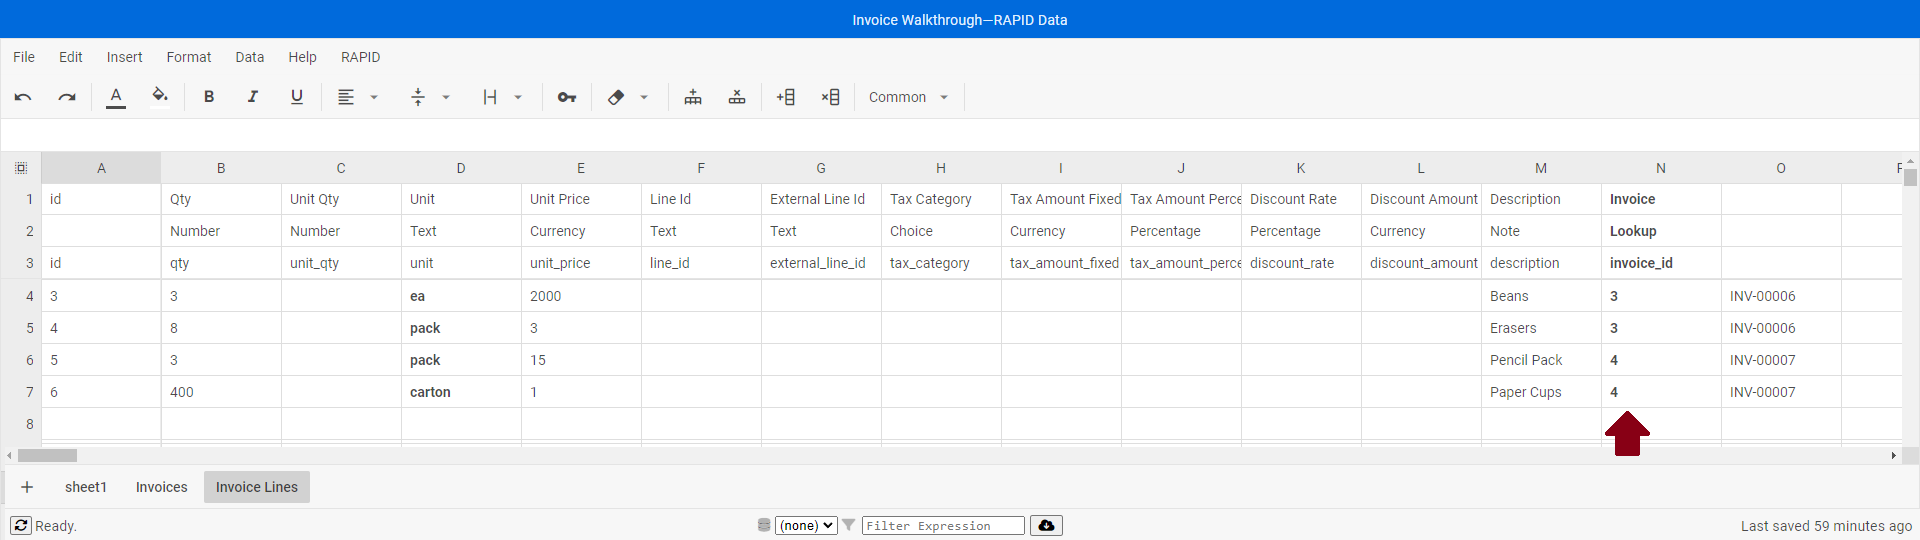 Invoice Walkthrough—RAPID Data
File Edit Insert Format Data Help RAPID
A B I U Common
A B C D E F G H I J K L M N O
1 id Qty Unit Qty Unit Unit Price Line Id External Line Id Tax Category Tax Amount Fixed Tax Amount Perce Discount Rate Discount Amount Description Invoice
2 Number Number Text Currency Text Text Choice Currency Percentage Percentage Currency Note Lookup
3 id qty unit_qty unit unit_price line_id external_line_id tax_category tax_amount_fixed tax_amount_perce discount_rate discount_amount description invoice_id
4 3 3 ea 2000 Beans 3 INV-00006
5 4 8 pack 3 Erasers 3 INV-00006
6 5 3 pack 15 Pencil Pack 4 INV-00007
7 6 400 carton 1 Paper Cups 4 INV-00007
8
+ sheet1 Invoices Invoice Lines
Ready. (none) Filter Expression Last saved 59 minutes ago